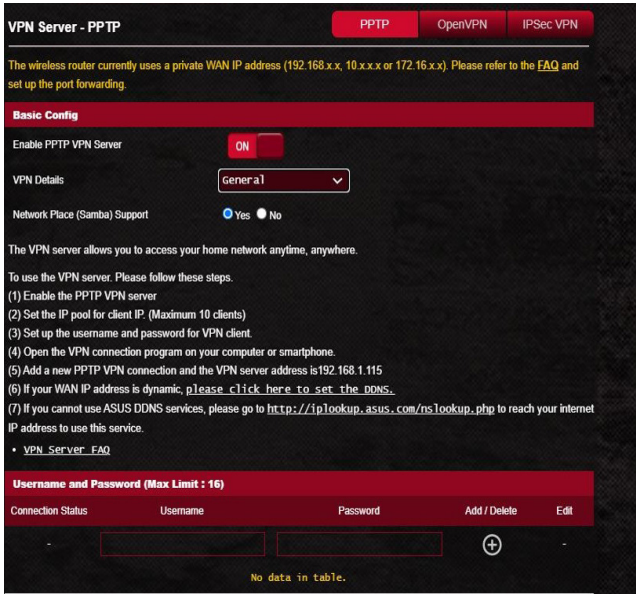 VPN Server - PPTP
PPTP OpenVPN IPSec VPN
The wireless router currently uses a private WAN IP address (192.168.x.x, 10.x.x.x or 172.16.x.x). Please refer to the FAQ and
set up the port forwarding.
Basic Config
Enable PPTP VPN Server ON
VPN Details General
Network Place (Samba) Support Yes No
The VPN server allows you to access your home network anytime, anywhere.
To use the VPN server. Please follow these steps.
(1) Enable the PPTP VPN server
(2) Set the IP pool for client IP. (Maximum 10 clients)
(3) Set up the username and password for VPN client.
(4) Open the VPN connection program on your computer or smartphone.
(5) Add a new PPTP VPN connection and the VPN server address is192.168.1.115
(6) If your WAN IP address is dynamic, please click here to set the DDNS.
(7) If you cannot use ASUS DDNS services, please go to http://iplookup.asus.com/nslookup.php to reach your internet
IP address to use this service.
• VPN Server FAQ
Username and Password (Max Limit : 16)
Connection Status Username Password Add / Delete Edit
- -
No data in table.